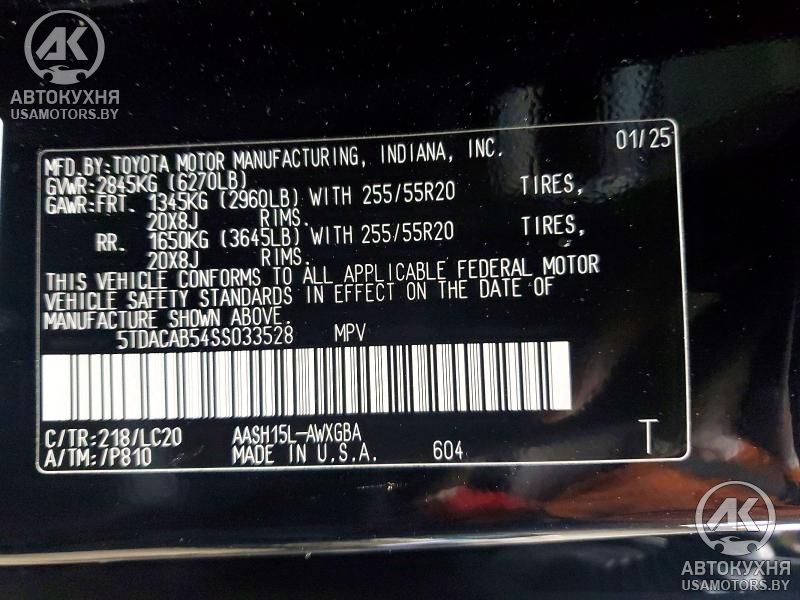 АК
АВТОКУХНЯ
USAMOTORS.BY
MFD.BY:TOYOTA MOTOR MANUFACTURING, INDIANA, INC. 01/25
GVWR:2845KG (6270LB)
GAWR:FRT. 1345KG (2960LB) WITH 255/55R20 TIRES,
20X8J RIMS.
RR. 1650KG (3645LB) WITH 255/55R20 TIRES,
20X8J RIMS.
THIS VEHICLE CONFORMS TO ALL APPLICABLE FEDERAL MOTOR
VEHICLE SAFETY STANDARDS IN EFFECT ON THE DATE OF
MANUFACTURE SHOWN ABOVE.
5TDACAB54SS033528 MPV
C/TR:218/LC20 AASH15L-AWXGBA
A/TM:-/P810 MADE IN U.S.A. 604 T
АК
АВТОКУХНЯ
USAMOTORS.BY